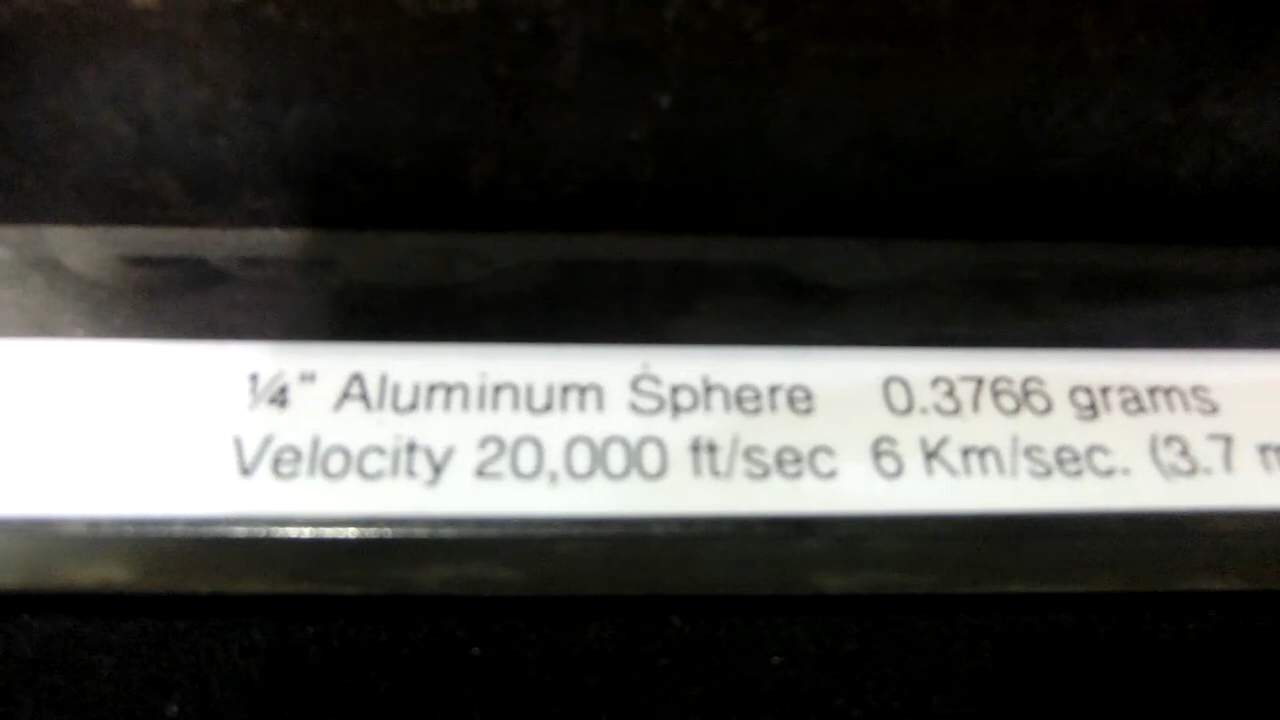 ¼" Aluminum Sphere 0.3766 grams
Velocity 20,000 ft/sec 6 Km/sec. (3.7